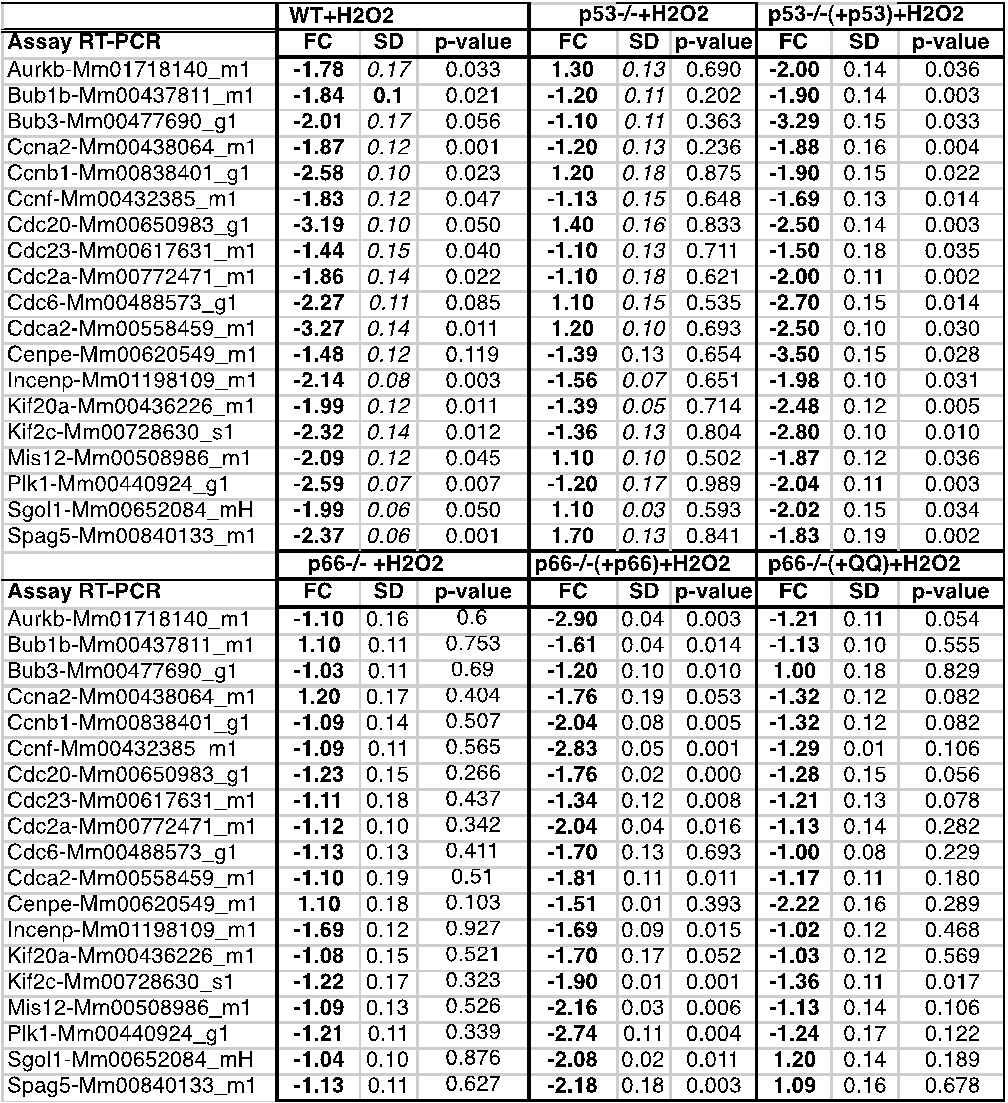 WT+H2O2 p53-/-+H2O2 p53-/-(+p53)+H2O2
Assay RT-PCR FC SD p-value FC SD p-value FC SD p-value
Aurkb-Mm01718140_m1 -1.78 0.17 0.033 1.30 0.13 0.690 -2.00 0.14 0.036
Bub1b-Mm00437811_m1 -1.84 0.1 0.021 -1.20 0.11 0.202 -1.90 0.14 0.003
Bub3-Mm00477690_g1 -2.01 0.17 0.056 -1.10 0.11 0.363 -3.29 0.15 0.033
Ccna2-Mm00438064_m1 -1.87 0.12 0.001 -1.20 0.13 0.236 -1.88 0.16 0.004
Ccnb1-Mm00838401_g1 -2.58 0.10 0.023 1.20 0.18 0.875 -1.90 0.15 0.022
Ccnf-Mm00432385_m1 -1.83 0.12 0.047 -1.13 0.15 0.648 -1.69 0.13 0.014
Cdc20-Mm00650983_g1 -3.19 0.10 0.050 1.40 0.16 0.833 -2.50 0.14 0.003
Cdc23-Mm00617631_m1 -1.44 0.15 0.040 -1.10 0.13 0.711 -1.50 0.18 0.035
Cdc2a-Mm00772471_m1 -1.86 0.14 0.022 -1.10 0.18 0.621 -2.00 0.11 0.002
Cdc6-Mm00488573_g1 -2.27 0.11 0.085 1.10 0.15 0.535 -2.70 0.15 0.014
Cdca2-Mm00558459_m1 -3.27 0.14 0.011 1.20 0.10 0.693 -2.50 0.10 0.030
Cenpe-Mm00620549_m1 -1.48 0.12 0.119 -1.39 0.13 0.654 -3.50 0.15 0.028
Incenp-Mm01198109_m1 -2.14 0.08 0.003 -1.56 0.07 0.651 -1.98 0.10 0.031
Kif20a-Mm00436226_m1 -1.99 0.12 0.011 -1.39 0.05 0.714 -2.48 0.12 0.005
Kif2c-Mm00728630_s1 -2.32 0.14 0.012 -1.36 0.13 0.804 -2.80 0.10 0.010
Mis12-Mm00508986_m1 -2.09 0.12 0.045 1.10 0.10 0.502 -1.87 0.12 0.036
Plk1-Mm00440924_g1 -2.59 0.07 0.007 -1.20 0.17 0.989 -2.04 0.11 0.003
Sgol1-Mm00652084_mH -1.99 0.06 0.050 1.10 0.03 0.593 -2.02 0.15 0.034
Spag5-Mm00840133_m1 -2.37 0.06 0.001 1.70 0.13 0.841 -1.83 0.19 0.002
p66-/- +H2O2 p66-/-(+p66)+H2O2 p66-/-(+QQ)+H2O2
Assay RT-PCR FC SD p-value FC SD p-value FC SD p-value
Aurkb-Mm01718140_m1 -1.10 0.16 0.6 -2.90 0.04 0.003 -1.21 0.11 0.054
Bub1b-Mm00437811_m1 1.10 0.11 0.753 -1.61 0.04 0.014 -1.13 0.10 0.555
Bub3-Mm00477690_g1 -1.03 0.11 0.69 -1.20 0.10 0.010 1.00 0.18 0.829
Ccna2-Mm00438064_m1 1.20 0.17 0.404 -1.76 0.19 0.053 -1.32 0.12 0.082
Ccnb1-Mm00838401_g1 -1.09 0.14 0.507 -2.04 0.08 0.005 -1.32 0.12 0.082
Ccnf-Mm00432385_m1 -1.09 0.11 0.565 -2.83 0.05 0.001 -1.29 0.01 0.106
Cdc20-Mm00650983_g1 -1.23 0.15 0.266 -1.76 0.02 0.000 -1.28 0.15 0.056
Cdc23-Mm00617631_m1 -1.11 0.18 0.437 -1.34 0.12 0.008 -1.21 0.13 0.078
Cdc2a-Mm00772471_m1 -1.12 0.10 0.342 -2.04 0.04 0.016 -1.13 0.14 0.282
Cdc6-Mm00488573_g1 -1.13 0.13 0.411 -1.70 0.13 0.693 -1.00 0.08 0.229
Cdca2-Mm00558459_m1 -1.10 0.19 0.51 -1.81 0.11 0.011 -1.17 0.11 0.180
Cenpe-Mm00620549_m1 1.10 0.18 0.103 -1.51 0.01 0.393 -2.22 0.16 0.289
Incenp-Mm01198109_m1 -1.69 0.12 0.927 -1.69 0.09 0.015 -1.02 0.12 0.468
Kif20a-Mm00436226_m1 -1.08 0.15 0.521 -1.70 0.17 0.052 -1.03 0.12 0.569
Kif2c-Mm00728630_s1 -1.22 0.17 0.323 -1.90 0.01 0.001 -1.36 0.11 0.017
Mis12-Mm00508986_m1 -1.09 0.13 0.526 -2.16 0.03 0.006 -1.13 0.14 0.106
Plk1-Mm00440924_g1 -1.21 0.11 0.339 -2.74 0.11 0.004 -1.24 0.17 0.122
Sgol1-Mm00652084_mH -1.04 0.10 0.876 -2.08 0.02 0.011 1.20 0.14 0.189
Spag5-Mm00840133_m1 -1.13 0.11 0.627 -2.18 0.18 0.003 1.09 0.16 0.678